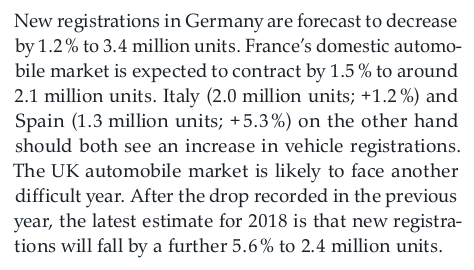 New registrations in Germany are forecast to decrease
by 1.2 % to 3.4 million units. France’s domestic automo-
bile market is expected to contract by 1.5 % to around
2.1 million units. Italy (2.0 million units; +1.2 %) and
Spain (1.3 million units; +5.3 %) on the other hand
should both see an increase in vehicle registrations.
The UK automobile market is likely to face another
difficult year. After the drop recorded in the previous
year, the latest estimate for 2018 is that new registra-
tions will fall by a further 5.6 % to 2.4 million units.